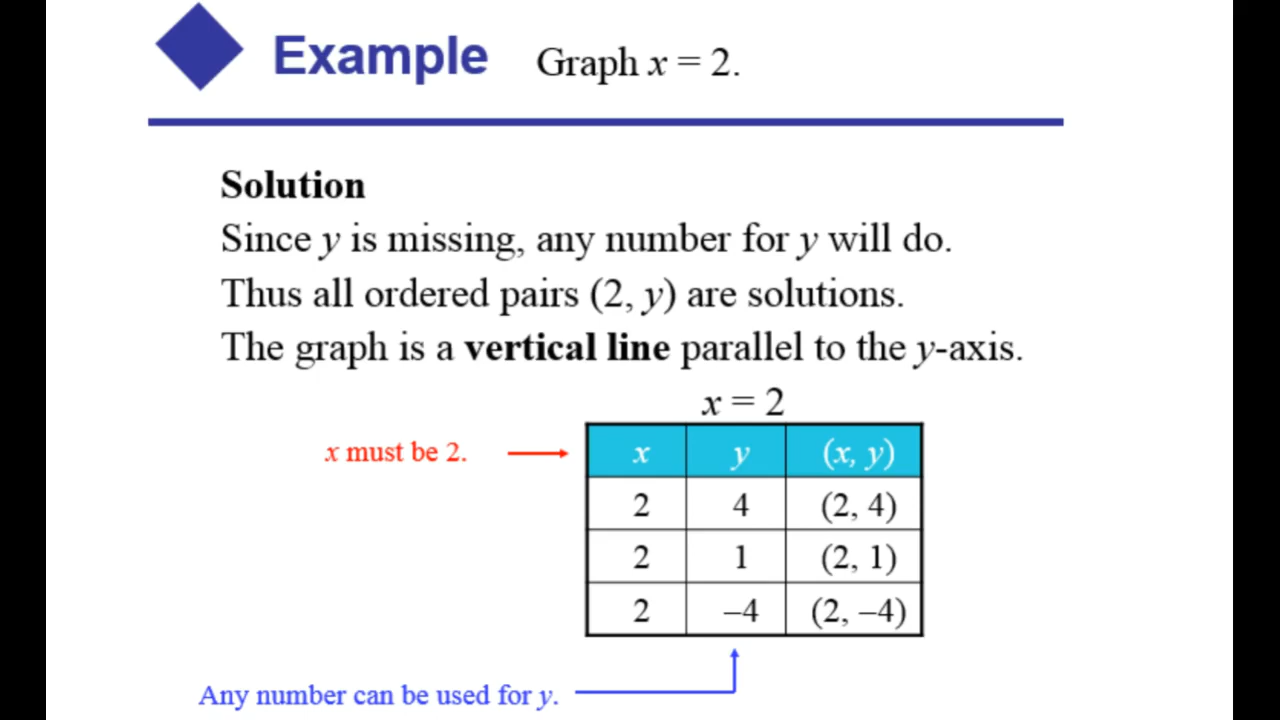 Example Graph x = 2.
Solution
Since y is missing, any number for y will do.
Thus all ordered pairs (2, y) are solutions.
The graph is a vertical line parallel to the y-axis.
x = 2
x must be 2.
x y (x, y)
2 4 (2, 4)
2 1 (2, 1)
2 –4 (2, –4)
Any number can be used for y.